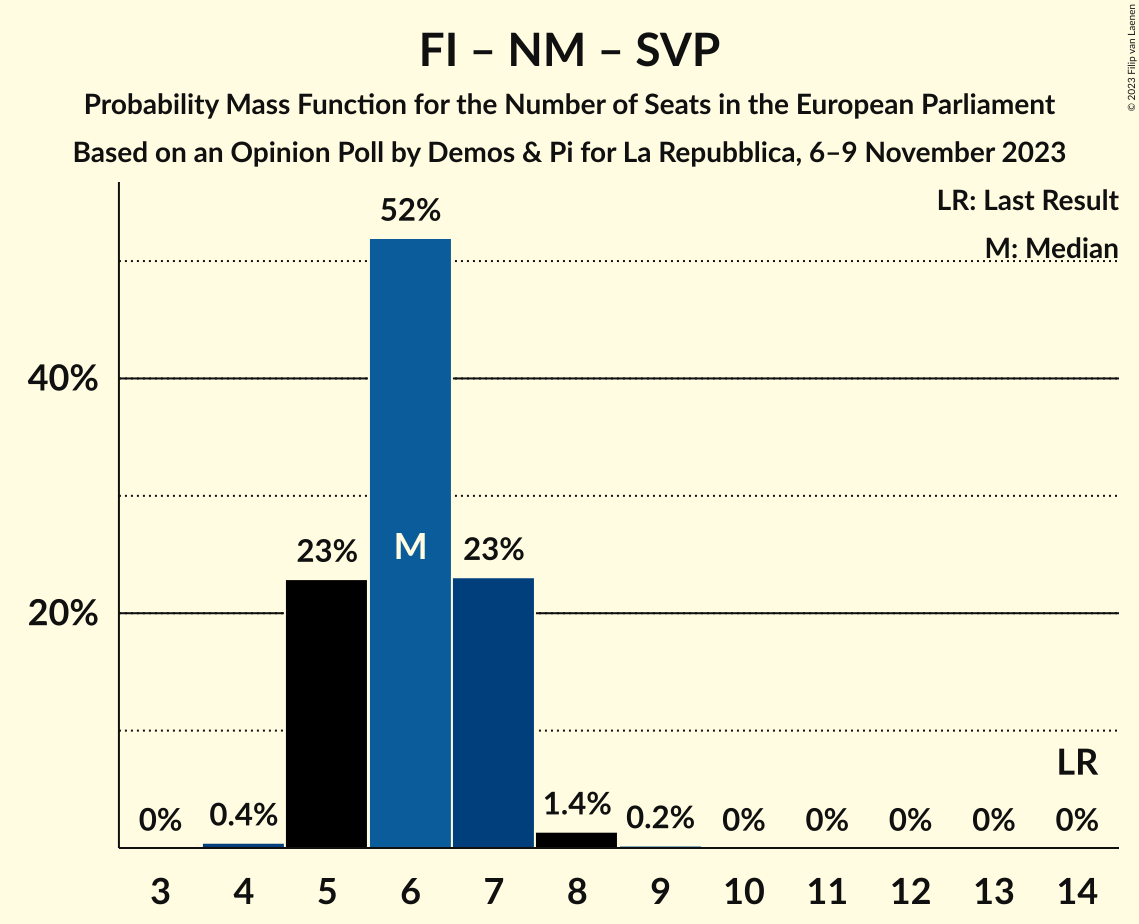 FI – NM – SVP
Probability Mass Function for the Number of Seats in the European Parliament
Based on an Opinion Poll by Demos & Pi for La Repubblica, 6–9 November 2023
© 2023 Filip van Laenen
LR: Last Result
M: Median
52%
40%
23%
M
23%
20%
LR
0%
0.4%
1.4%
0.2%
0%
0%
0%
0%
0%
3 4 5 6 7 8 9 10 11 12 13 14